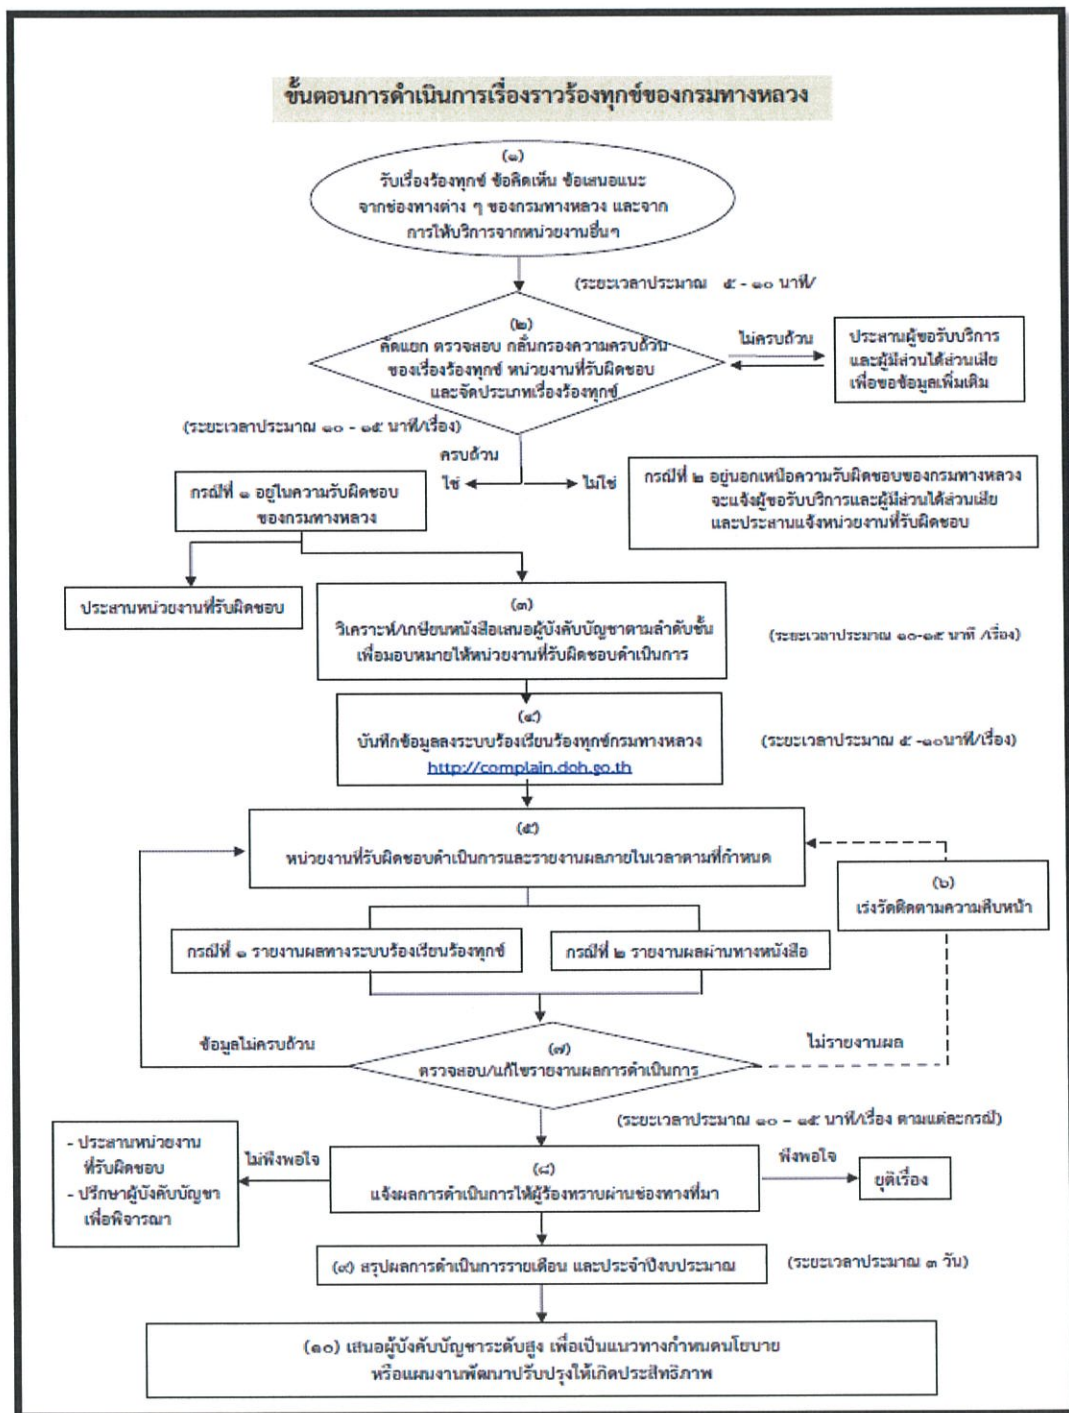 ขั้นตอนการดำเนินการเรื่องราวร้องทุกข์ของกรมทางหลวง
(๑)
รับเรื่องร้องทุกข์ ข้อคิดเห็น ข้อเสนอแนะ
จากช่องทางต่าง ๆ ของกรมทางหลวง และจาก
การให้บริการจากหน่วยงานอื่นๆ
(ระยะเวลาประมาณ ๕ - ๑๐ นาที/
(๒)
คัดแยก ตรวจสอบ กลั่นกรองความครบถ้วน
ของเรื่องร้องทุกข์ หน่วยงานที่รับผิดชอบ
และจัดประเภทเรื่องร้องทุกข์
ไม่ครบถ้วน
ประสานผู้ขอรับบริการ
และผู้มีส่วนได้ส่วนเสีย
เพื่อขอข้อมูลเพิ่มเติม
(ระยะเวลาประมาณ ๑๐ - ๑๕ นาที/เรื่อง)
ครบถ้วน
ใช่
ไม่ใช่
กรณีที่ ๑ อยู่ในความรับผิดชอบ
ของกรมทางหลวง
กรณีที่ ๒ อยู่นอกเหนือความรับผิดชอบของกรมทางหลวง
จะแจ้งผู้ขอรับบริการและผู้มีส่วนได้ส่วนเสีย
และประสานแจ้งหน่วยงานที่รับผิดชอบ
ประสานหน่วยงานที่รับผิดชอบ
(๓)
วิเคราะห์/เกษียนหนังสือเสนอผู้บังคับบัญชาตามลำดับชั้น
เพื่อมอบหมายให้หน่วยงานที่รับผิดชอบดำเนินการ
(ระยะเวลาประมาณ ๑๐-๑๕ นาที /เรื่อง)
(๔)
บันทึกข้อมูลลงระบบร้องเรียนร้องทุกข์กรมทางหลวง
http://complain.doh.go.th
(ระยะเวลาประมาณ ๕ -๑๐นาที/เรื่อง)
(๕)
หน่วยงานที่รับผิดชอบดำเนินการและรายงานผลภายในเวลาตามที่กำหนด
(๖)
เร่งรัดติดตามความคืบหน้า
กรณีที่ ๑ รายงานผลทางระบบร้องเรียนร้องทุกข์
กรณีที่ ๒ รายงานผลผ่านทางหนังสือ
ข้อมูลไม่ครบถ้วน
(๗)
ตรวจสอบ/แก้ไขรายงานผลการดำเนินการ
ไม่รายงานผล
(ระยะเวลาประมาณ ๑๐ – ๑๕ นาที/เรื่อง ตามแต่ละกรณี)
- ประสานหน่วยงาน
ที่รับผิดชอบ
- ปรึกษาผู้บังคับบัญชา
เพื่อพิจารณา
ไม่พึงพอใจ
(๘)
แจ้งผลการดำเนินการให้ผู้ร้องทราบผ่านช่องทางที่มา
พึงพอใจ
ยุติเรื่อง
(๙) สรุปผลการดำเนินการรายเดือน และประจำปีงบประมาณ
(ระยะเวลาประมาณ ๓ วัน)
(๑๐) เสนอผู้บังคับบัญชาระดับสูง เพื่อเป็นแนวทางกำหนดนโยบาย
หรือแผนงานพัฒนาปรับปรุงให้เกิดประสิทธิภาพ